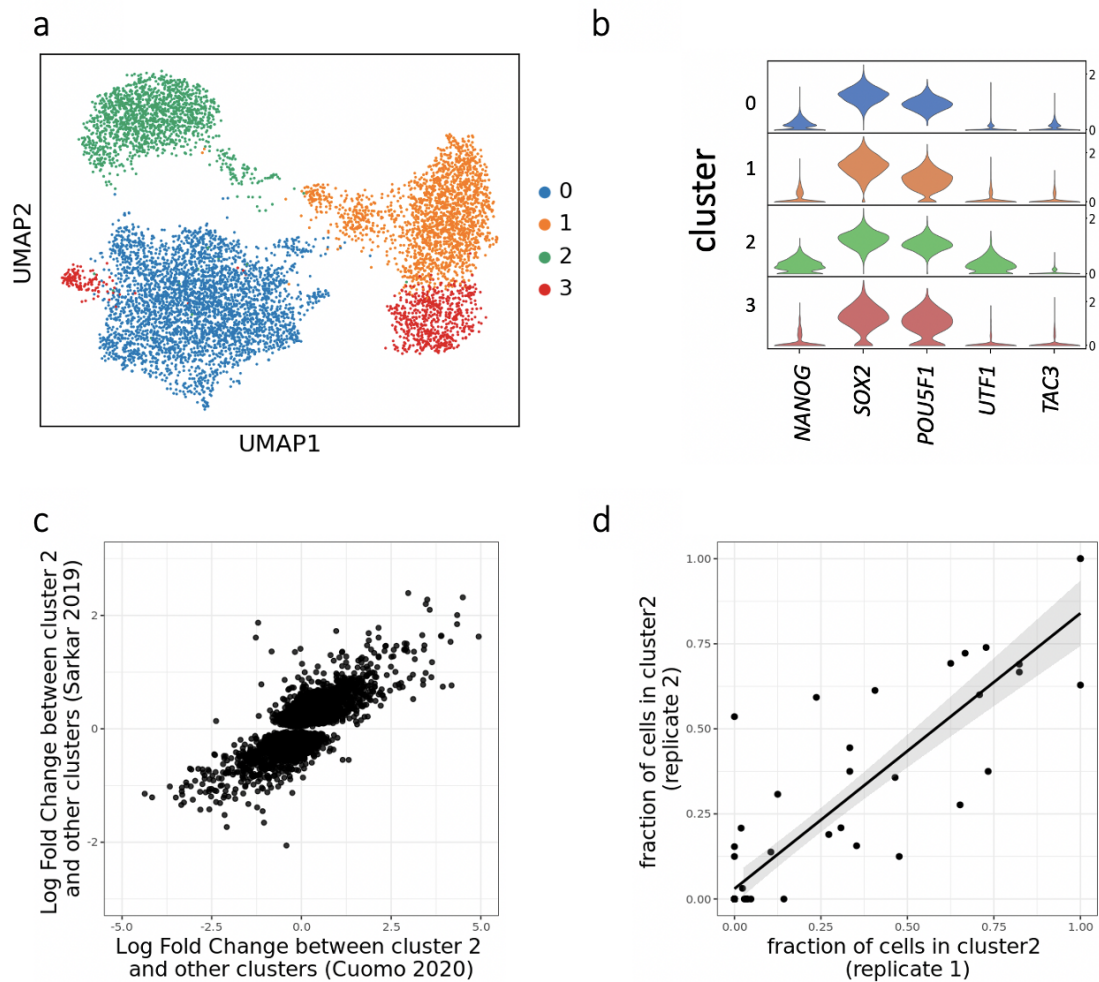 a
UMAP2
UMAP1
0
1
2
3
b
cluster
0
1
2
3
2
0
2
0
2
0
2
0
NANOG
SOX2
POU5F1
UTF1
TAC3
c
Log Fold Change between cluster 2
and other clusters (Sarkar 2019)
2
0
-2
-5.0
-2.5
0.0
2.5
5.0
Log Fold Change between cluster 2
and other clusters (Cuomo 2020)
d
fraction of cells in cluster2
(replicate 2)
1.00
0.75
0.50
0.25
0.00
0.00
0.25
0.50
0.75
1.00
fraction of cells in cluster2
(replicate 1)